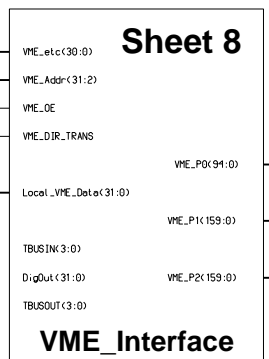 Sheet 8
VME_etc(30:0)
VME_Addr(31:2)
VME_OE
VME_DIR_TRANS
VME_P0(94:0)
Local_VME_Data(31:0)
VME_P1(159:0)
TBUSIN(3:0)
DigOut(31:0)
VME_P2(159:0)
TBUSOUT(3:0)
VME_Interface